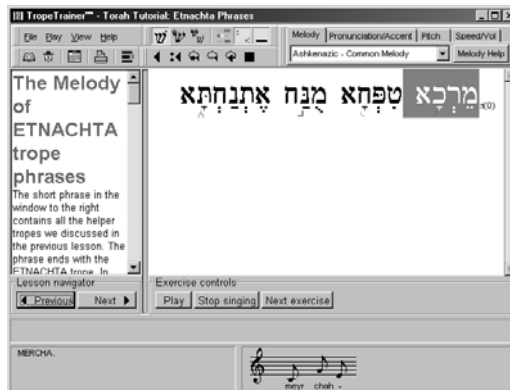 TropeTrainer™ - Torah Tutorial: Etnachta Phrases
File Play View Help
Melody Pronunciation/Accent Pitch Speed/Vol
Ashkenazic - Common Melody Melody Help
The Melody
of
ETNACHTA
trope
phrases
The short phrase in the
window to the right
contains all the helper
tropes we discussed in
the previous lesson. The
phrase ends with the
ETNACHTA trope. In
מֵרְכָא טִפְּחָא מֻנַּח אֶתְנַחְתָּא
Lesson navigator
Previous Next
Exercise controls
Play Stop singing Next exercise
MERCHA.
meyr chah -